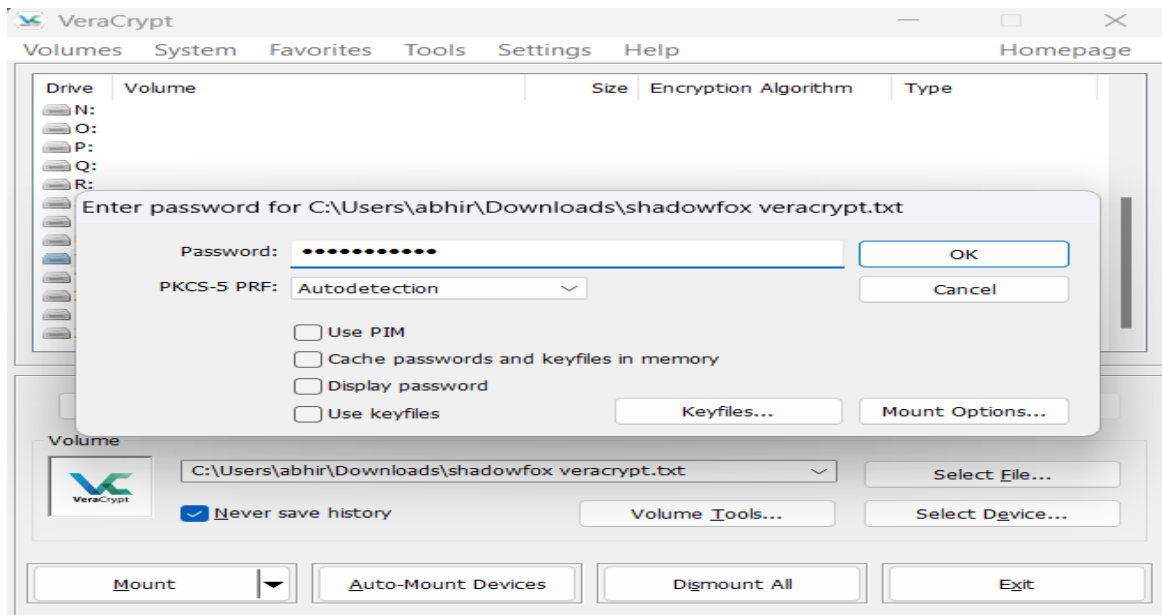 VeraCrypt
Volumes System Favorites Tools Settings Help Homepage
Drive Volume Size Encryption Algorithm Type
N:
O:
P:
Q:
R:
Enter password for C:\Users\abhir\Downloads\shadowfox veracrypt.txt
Password: ●●●●●●●●●●● OK
PKCS-5 PRF: Autodetection Cancel
Use PIM
Cache passwords and keyfiles in memory
Display password
Use keyfiles Keyfiles... Mount Options...
Volume
C:\Users\abhir\Downloads\shadowfox veracrypt.txt Select File...
VeraCrypt
Never save history Volume Tools... Select Device...
Mount Auto-Mount Devices Dismount All Exit